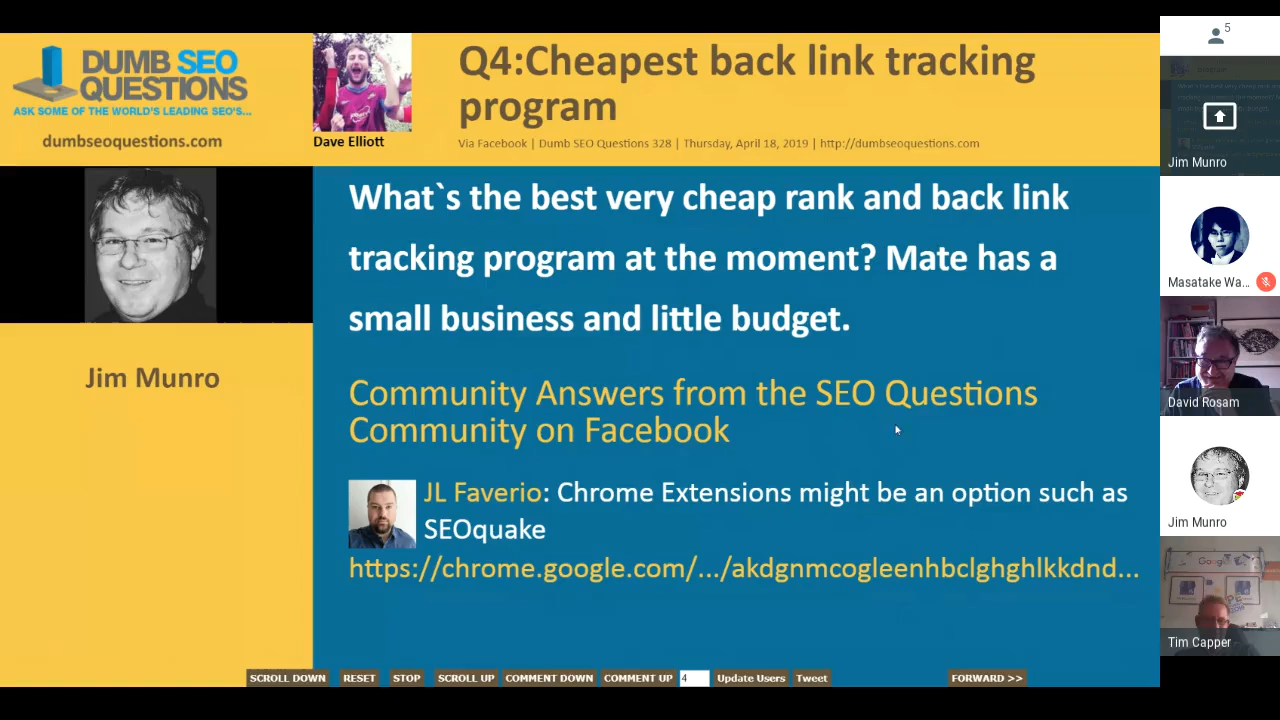 DUMB SEO
QUESTIONS
ASK SOME OF THE WORLD'S LEADING SEO'S...
dumbseoquestions.com
Dave Elliott
Q4:Cheapest back link tracking
program
Via Facebook | Dumb SEO Questions 328 | Thursday, April 18, 2019 | http://dumbseoquestions.com
Jim Munro
What`s the best very cheap rank and back link
tracking program at the moment? Mate has a
small business and little budget.
Community Answers from the SEO Questions
Community on Facebook
JL Faverio: Chrome Extensions might be an option such as
SEOquake
https://chrome.google.com/.../akdgnmcogleenhbclghghlkkdnd...
SCROLL DOWN
RESET
STOP
SCROLL UP
COMMENT DOWN
COMMENT UP
4
Update Users
Tweet
FORWARD >>
5
Jim Munro
Masatake Wa...
David Rosam
Jim Munro
Google
Tim Capper